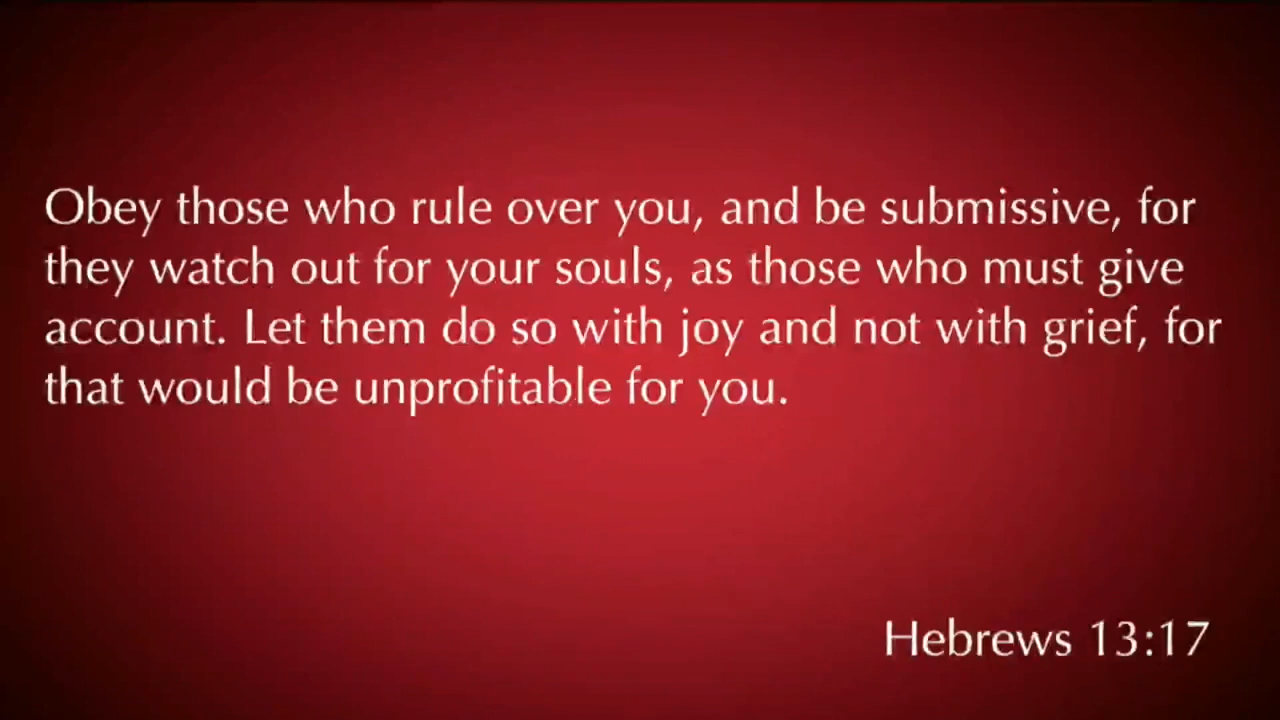 Obey those who rule over you, and be submissive, for
they watch out for your souls, as those who must give
account. Let them do so with joy and not with grief, for
that would be unprofitable for you.
Hebrews 13:17